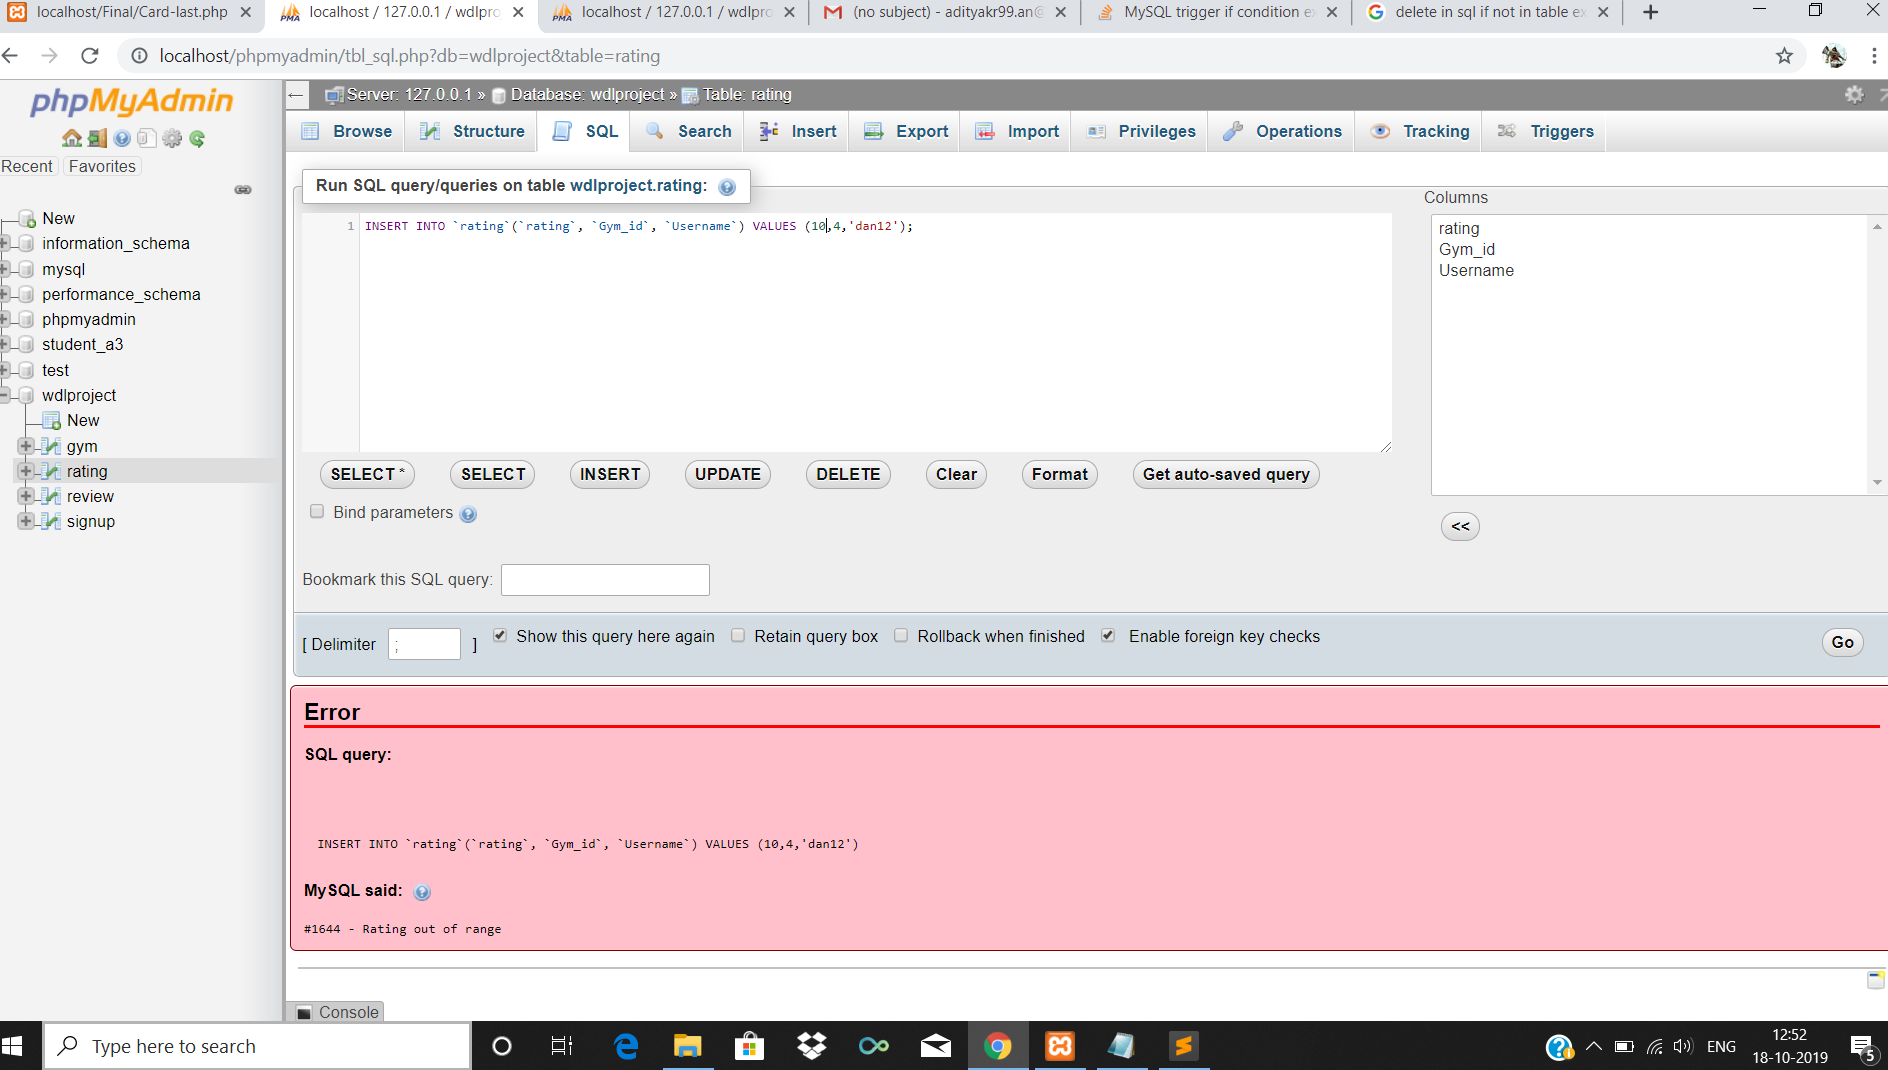 localhost/Final/Card-last.php
localhost / 127.0.0.1 / wdlpro
localhost / 127.0.0.1 / wdlpro
(no subject) - adityakr99.an@
MySQL trigger if condition e
delete in sql if not in table e
localhost/phpmyadmin/tbl_sql.php?db=wdlproject&table=rating
phpMyAdmin
Recent Favorites
New
information_schema
mysql
performance_schema
phpmyadmin
student_a3
test
wdlproject
New
gym
rating
review
signup
Server: 127.0.0.1 » Database: wdlproject » Table: rating
Browse Structure SQL Search Insert Export Import Privileges Operations Tracking Triggers
Run SQL query/queries on table wdlproject.rating:
1 INSERT INTO `rating`(`rating`, `Gym_id`, `Username`) VALUES (10,4,'dan12');
Columns
rating
Gym_id
Username
SELECT * SELECT INSERT UPDATE DELETE Clear Format Get auto-saved query
Bind parameters
<<
Bookmark this SQL query:
[ Delimiter ; ] Show this query here again Retain query box Rollback when finished Enable foreign key checks
Go
Error
SQL query:
INSERT INTO `rating`(`rating`, `Gym_id`, `Username`) VALUES (10,4,'dan12')
MySQL said:
#1644 - Rating out of range
Console
Type here to search
ENG
12:52
18-10-2019
5